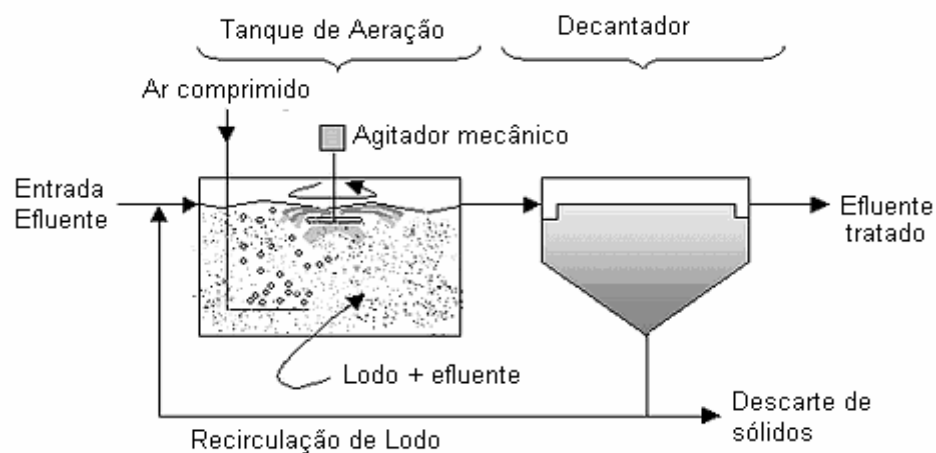 Tanque de Aeração
Decantador
Ar comprimido
Agitador mecânico
Entrada
Efluente
Efluente
tratado
Lodo + efluente
Descarte de
sólidos
Recirculação de Lodo